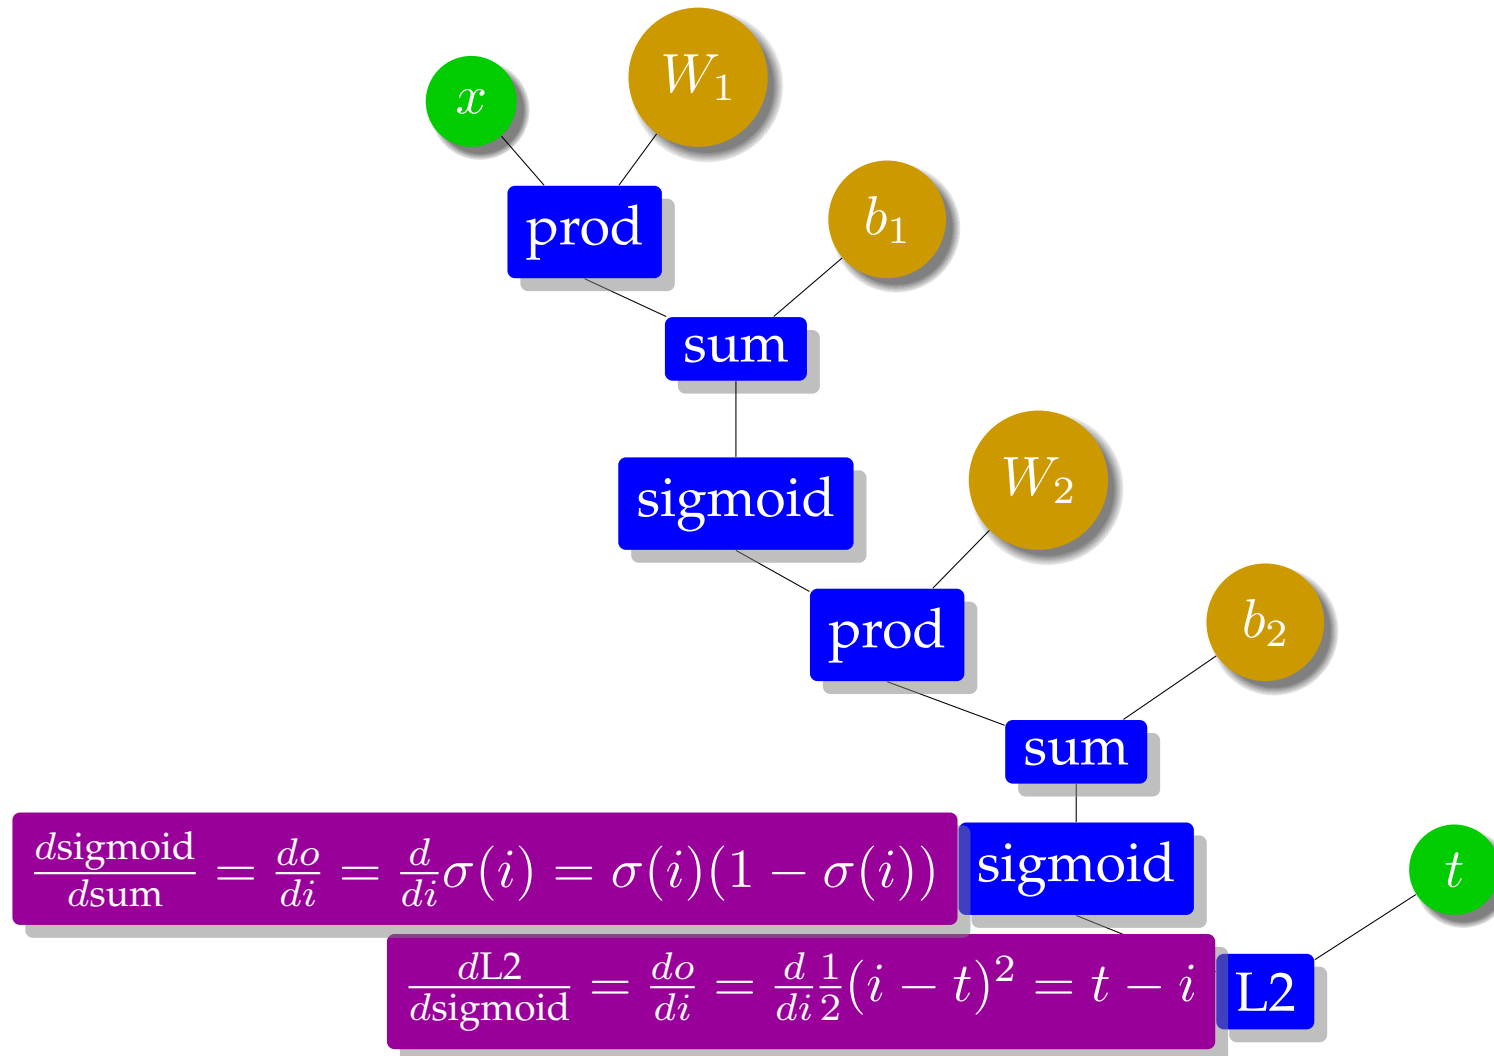 x
W₁
prod
b₁
sum
sigmoid
W₂
prod
b₂
sum
dsigmoid/dsum = do/di = d/di σ(i) = σ(i)(1 − σ(i))
sigmoid
t
dL2/dsigmoid = do/di = d/di 1/2 (i − t)² = t − i
L2